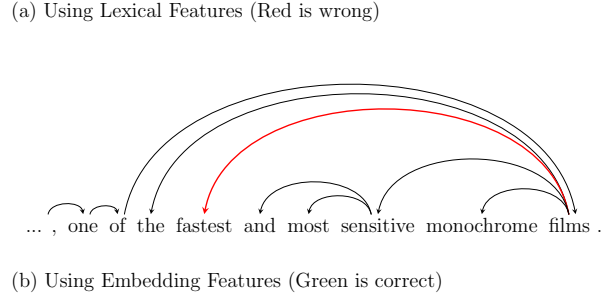 (a) Using Lexical Features (Red is wrong)
... , one of the fastest and most sensitive monochrome films .
(b) Using Embedding Features (Green is correct)